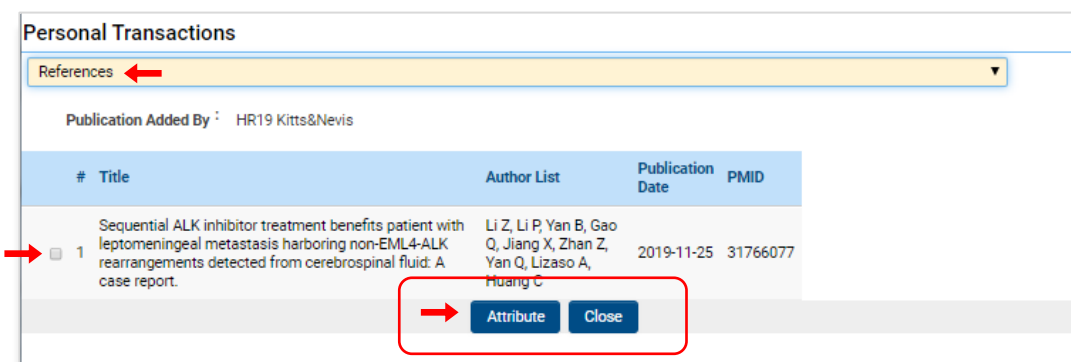 Personal Transactions
References
Publication Added By : HR19 Kitts&Nevis
# Title Author List Publication Date PMID
1 Sequential ALK inhibitor treatment benefits patient with
leptomeningeal metastasis harboring non-EML4-ALK
rearrangements detected from cerebrospinal fluid: A
case report.
Li Z, Li P, Yan B, Gao
Q, Jiang X, Zhan Z,
Yan Q, Lizaso A,
Huang C
2019-11-25 31766077
Attribute Close